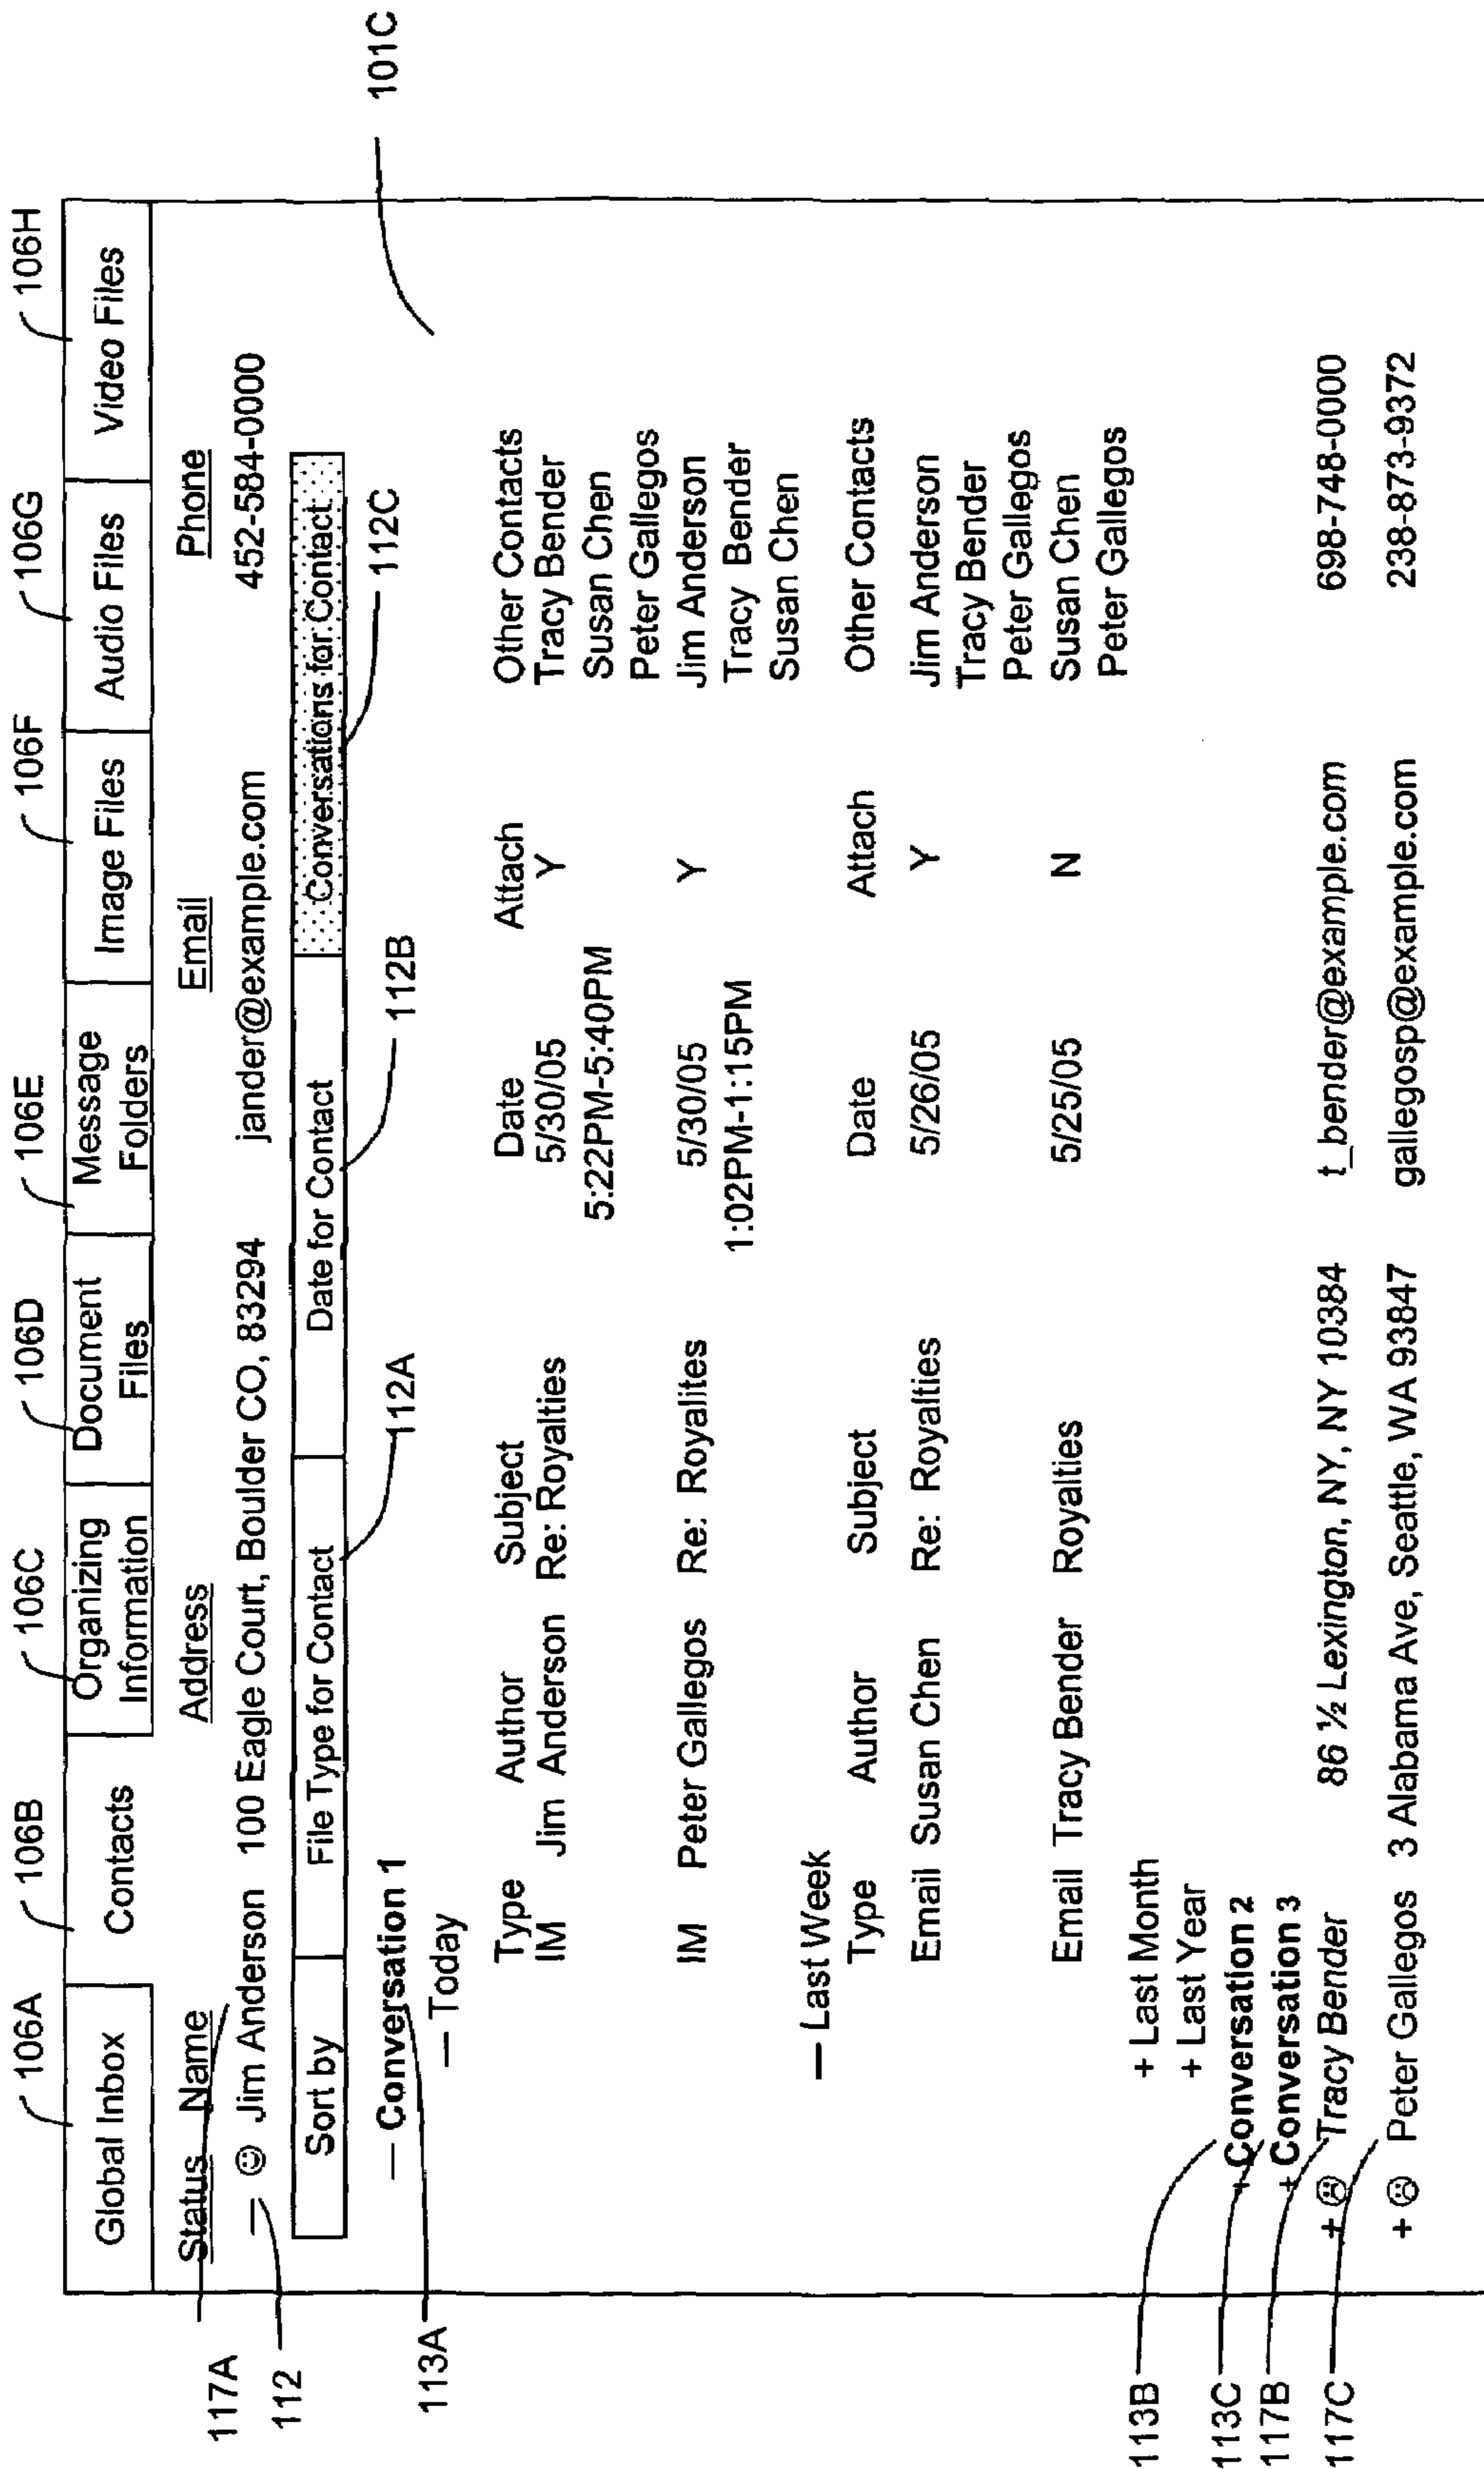 106A 106B 106C 106D 106E 106F 106G 106H
Global Inbox Contacts Organizing Information Document Files Message Folders Image Files Audio Files Video Files
Status Name Address Email Phone
117A
— ☺ Jim Anderson 100 Eagle Court, Boulder CO, 83294 jander@example.com 452-584-0000
112
Sort by File Type for Contact Date for Contact Conversations for Contact
112A 112B 112C
101C
— Conversation 1
113A
— Today
Type Author Subject Date Attach Other Contacts
IM Jim Anderson Re: Royalties 5/30/05 Y Tracy Bender
5:22PM-5:40PM Susan Chen
Peter Gallegos
IM Peter Gallegos Re: Royalites 5/30/05 Y Jim Anderson
1:02PM-1:15PM Tracy Bender
Susan Chen
— Last Week
Type Author Subject Date Attach Other Contacts
Email Susan Chen Re: Royalties 5/26/05 Y Jim Anderson
Tracy Bender
Peter Gallegos
Email Tracy Bender Royalties 5/25/05 N Susan Chen
Peter Gallegos
+ Last Month
+ Last Year
113B
+ Conversation 2
113C
+ Conversation 3
117B
+ ☹ Tracy Bender 86 ½ Lexington, NY, NY 10384 t_bender@example.com 698-748-0000
117C
+ ☹ Peter Gallegos 3 Alabama Ave, Seattle, WA 93847 gallegosp@example.com 238-873-9372